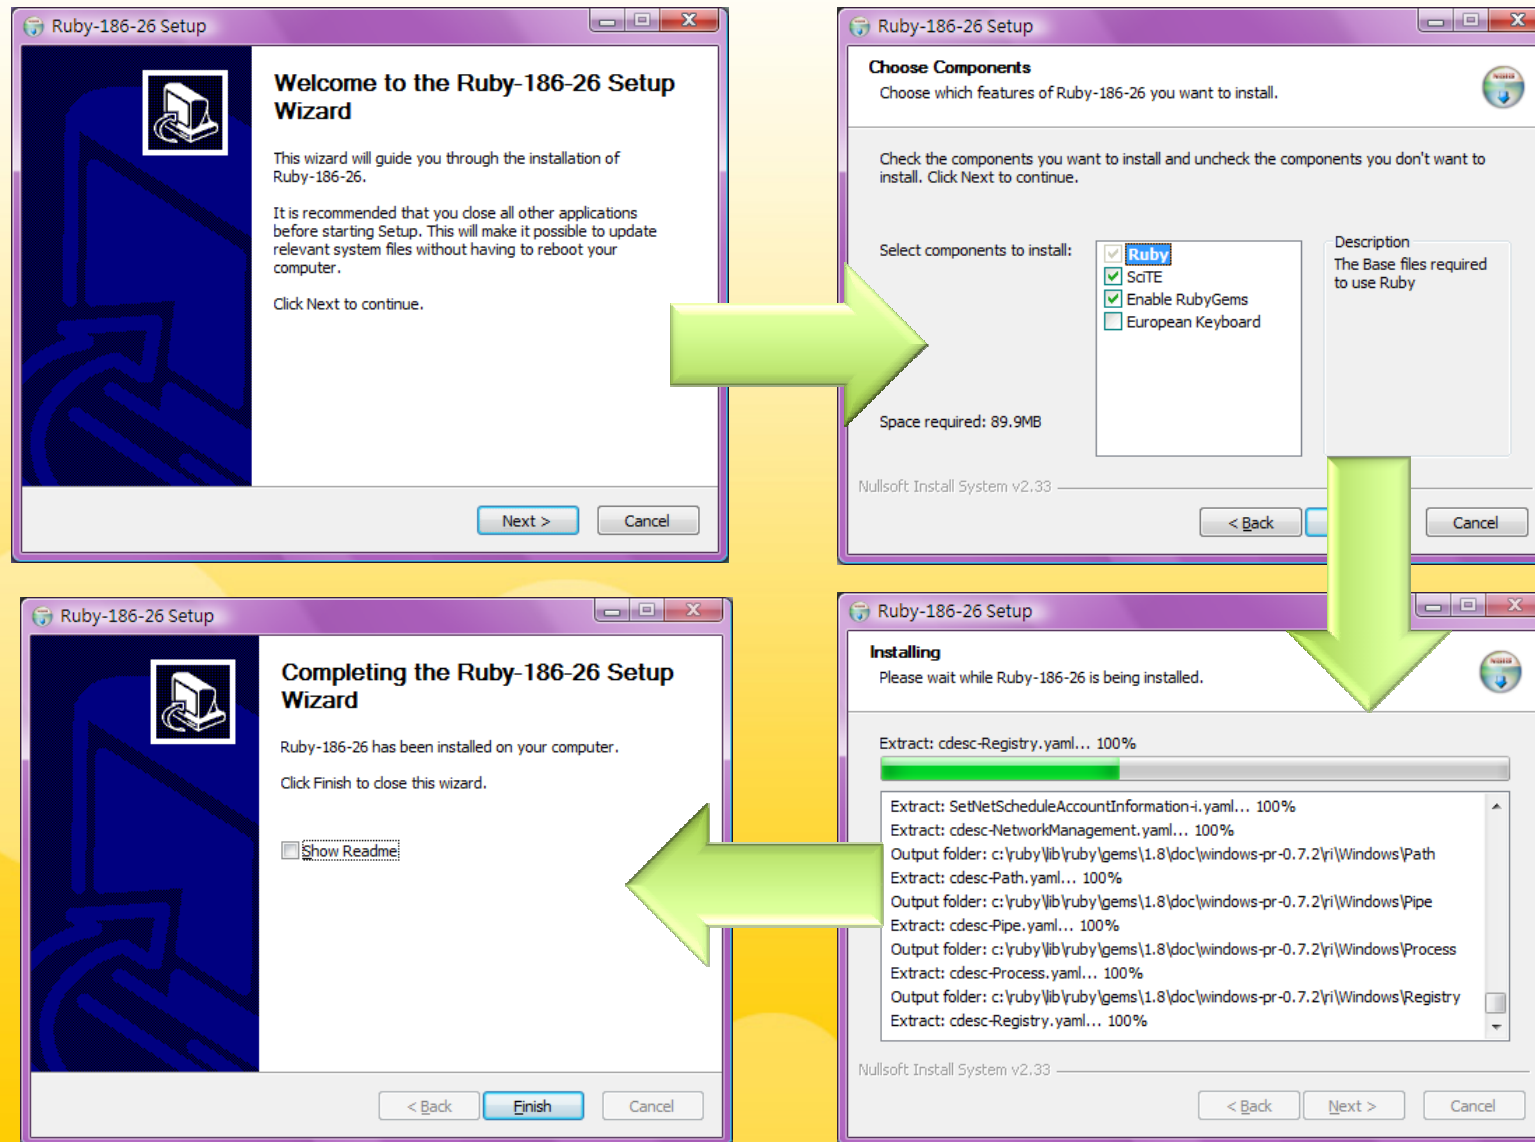 Ruby-186-26 Setup
Welcome to the Ruby-186-26 Setup
Wizard
This wizard will guide you through the installation of
Ruby-186-26.
It is recommended that you close all other applications
before starting Setup. This will make it possible to update
relevant system files without having to reboot your
computer.
Click Next to continue.
Next >
Cancel
Ruby-186-26 Setup
Choose Components
Choose which features of Ruby-186-26 you want to install.
Check the components you want to install and uncheck the components you don't want to
install. Click Next to continue.
Select components to install:
Ruby
SciTE
Enable RubyGems
European Keyboard
Description
The Base files required
to use Ruby
Space required: 89.9MB
Nullsoft Install System v2.33
< Back
Cancel
Ruby-186-26 Setup
Installing
Please wait while Ruby-186-26 is being installed.
Extract: cdesc-Registry.yaml... 100%
Extract: SetNetScheduleAccountInformation-i.yaml... 100%
Extract: cdesc-NetworkManagement.yaml... 100%
Output folder: c:\ruby\lib\ruby\gems\1.8\doc\windows-pr-0.7.2\ri\Windows\Path
Extract: cdesc-Path.yaml... 100%
Output folder: c:\ruby\lib\ruby\gems\1.8\doc\windows-pr-0.7.2\ri\Windows\Pipe
Extract: cdesc-Pipe.yaml... 100%
Output folder: c:\ruby\lib\ruby\gems\1.8\doc\windows-pr-0.7.2\ri\Windows\Process
Extract: cdesc-Process.yaml... 100%
Output folder: c:\ruby\lib\ruby\gems\1.8\doc\windows-pr-0.7.2\ri\Windows\Registry
Extract: cdesc-Registry.yaml... 100%
Nullsoft Install System v2.33
< Back
Next >
Cancel
Ruby-186-26 Setup
Completing the Ruby-186-26 Setup
Wizard
Ruby-186-26 has been installed on your computer.
Click Finish to close this wizard.
Show Readme
< Back
Finish
Cancel